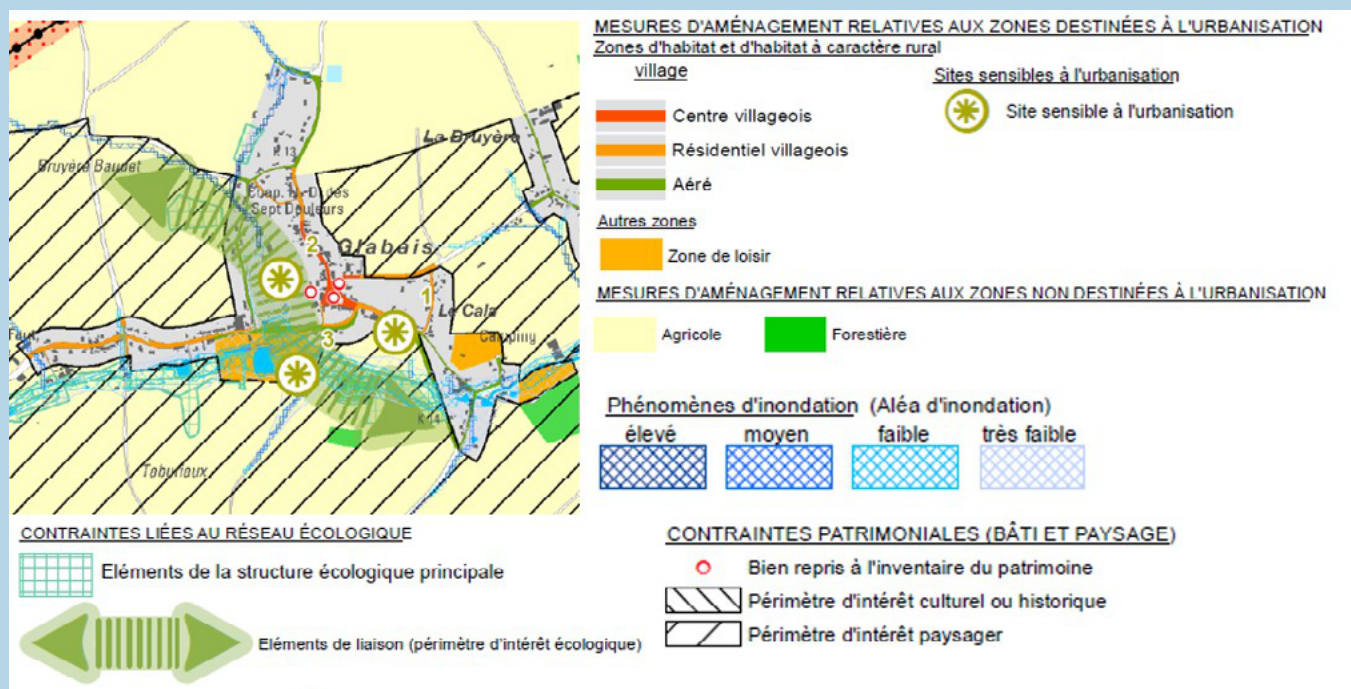 La Bruyère
Bruyère Baudet
K 13
Chap. N.-D. des
Sept Douleurs
2
Glabais
1
Le Cala
Camping
3
K 14
MESURES D'AMÉNAGEMENT RELATIVES AUX ZONES DESTINÉES À L'URBANISATION
Zones d'habitat et d'habitat à caractère rural
village
Sites sensibles à l'urbanisation
Centre villageois
Site sensible à l'urbanisation
Résidentiel villageois
Aéré
Autres zones
Zone de loisir
MESURES D'AMÉNAGEMENT RELATIVES AUX ZONES NON DESTINÉES À L'URBANISATION
Agricole
Forestière
Phénomènes d'inondation (Aléa d'inondation)
élevé moyen faible très faible
CONTRAINTES LIÉES AU RÉSEAU ÉCOLOGIQUE
Eléments de la structure écologique principale
Eléments de liaison (périmètre d'intérêt écologique)
CONTRAINTES PATRIMONIALES (BÂTI ET PAYSAGE)
Bien repris à l'inventaire du patrimoine
Périmètre d'intérêt culturel ou historique
Périmètre d'intérêt paysager